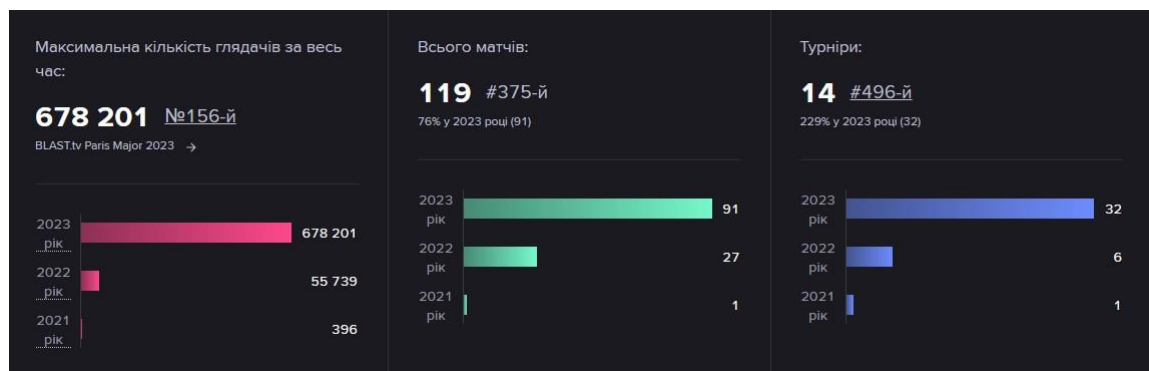 Максимальна кількість глядачів за весь
час:
678 201 №156-й
BLAST.tv Paris Major 2023 →
2023
рік
678 201
2022
рік
55 739
2021
рік
396
Всього матчів:
119 #375-й
76% у 2023 році (91)
2023
рік
91
2022
рік
27
2021
рік
1
Турніри:
14 #496-й
229% у 2023 році (32)
2023
рік
32
2022
рік
6
2021
рік
1